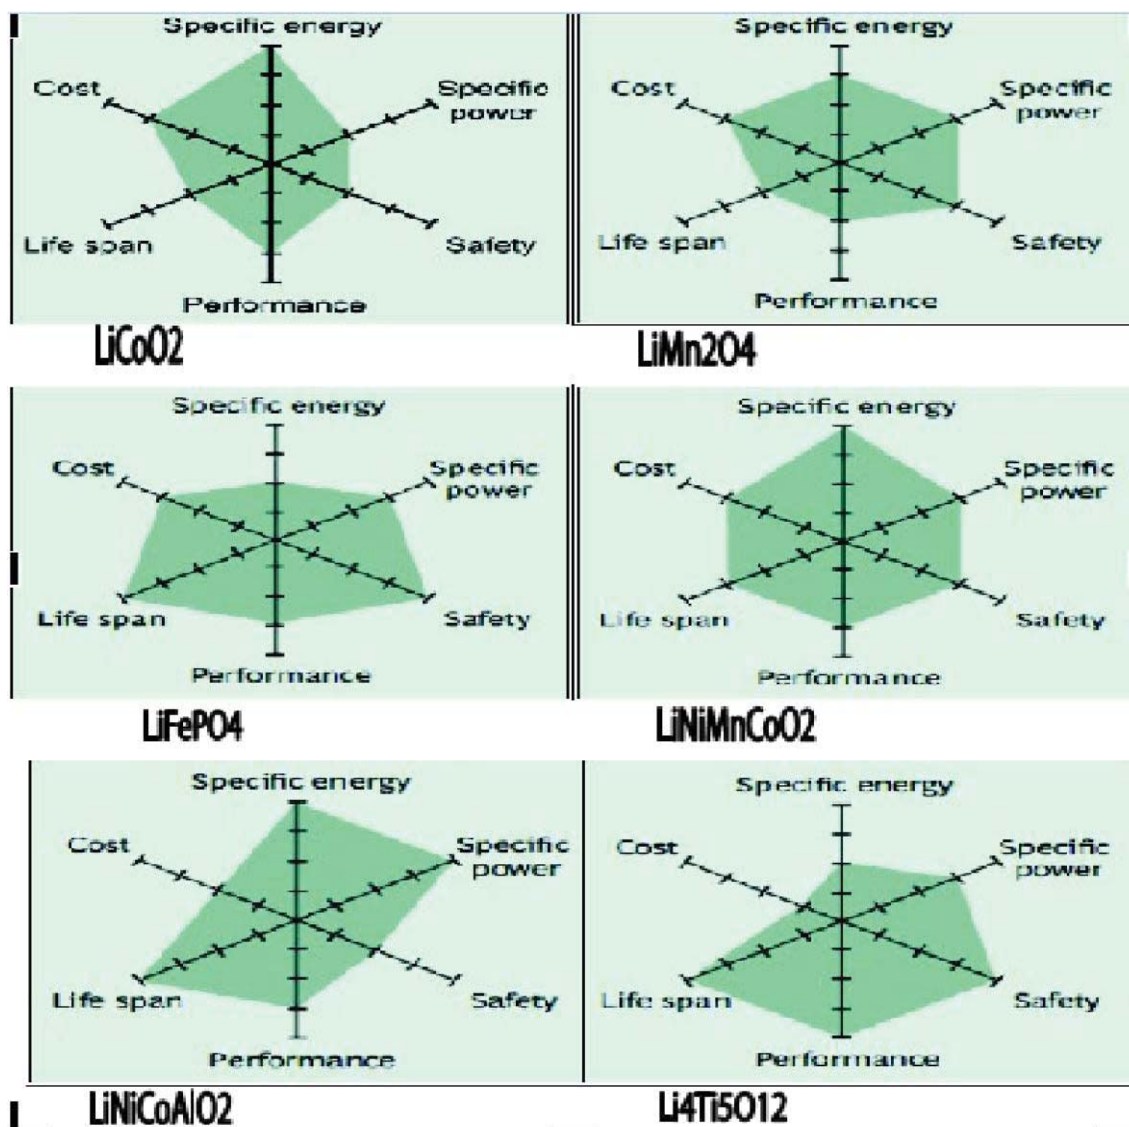 Specific energy
Cost
Specific
power
Life span
Safety
Performance
LiCoO2
Specific energy
Cost
Specific
power
Life span
Safety
Performance
LiMn2O4
Specific energy
Cost
Specific
power
Life span
Safety
Performance
LiFePO4
Specific energy
Cost
Specific
power
Life span
Safety
Performance
LiNiMnCoO2
Specific energy
Cost
Specific
power
Life span
Safety
Performance
LiNiCoAlO2
Specific energy
Cost
Specific
power
Life span
Safety
Performance
Li4Ti5O12